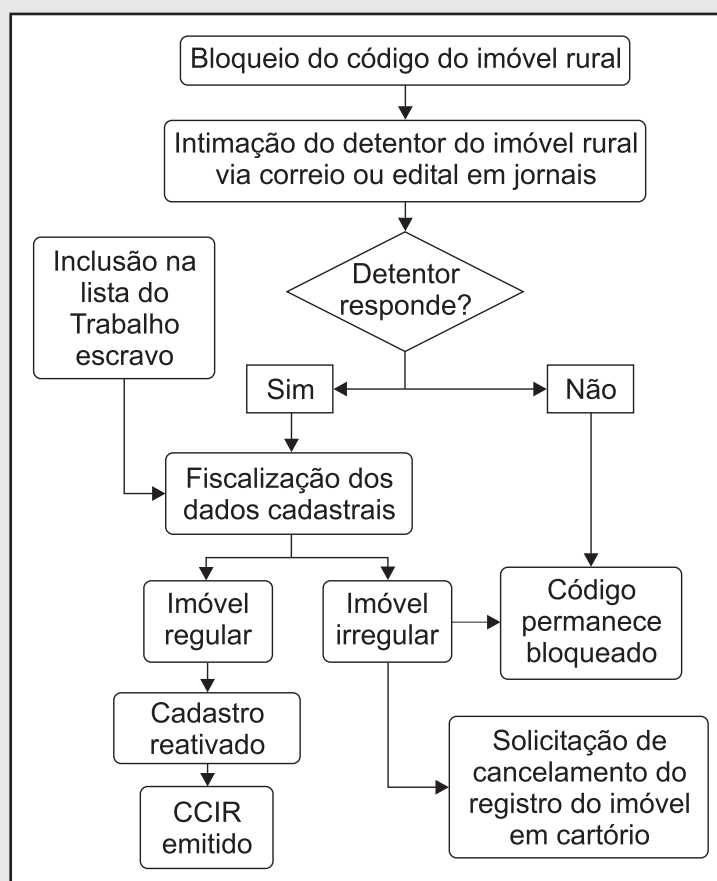 Bloqueio do código do imóvel rural
Intimação do detentor do imóvel rural
via correio ou edital em jornais
Detentor
responde?
Inclusão na
lista do
Trabalho
escravo
Sim
Não
Fiscalização dos
dados cadastrais
Imóvel
regular
Imóvel
irregular
Código
permanece
bloqueado
Cadastro
reativado
Solicitação de
cancelamento do
registro do imóvel
em cartório
CCIR
emitido